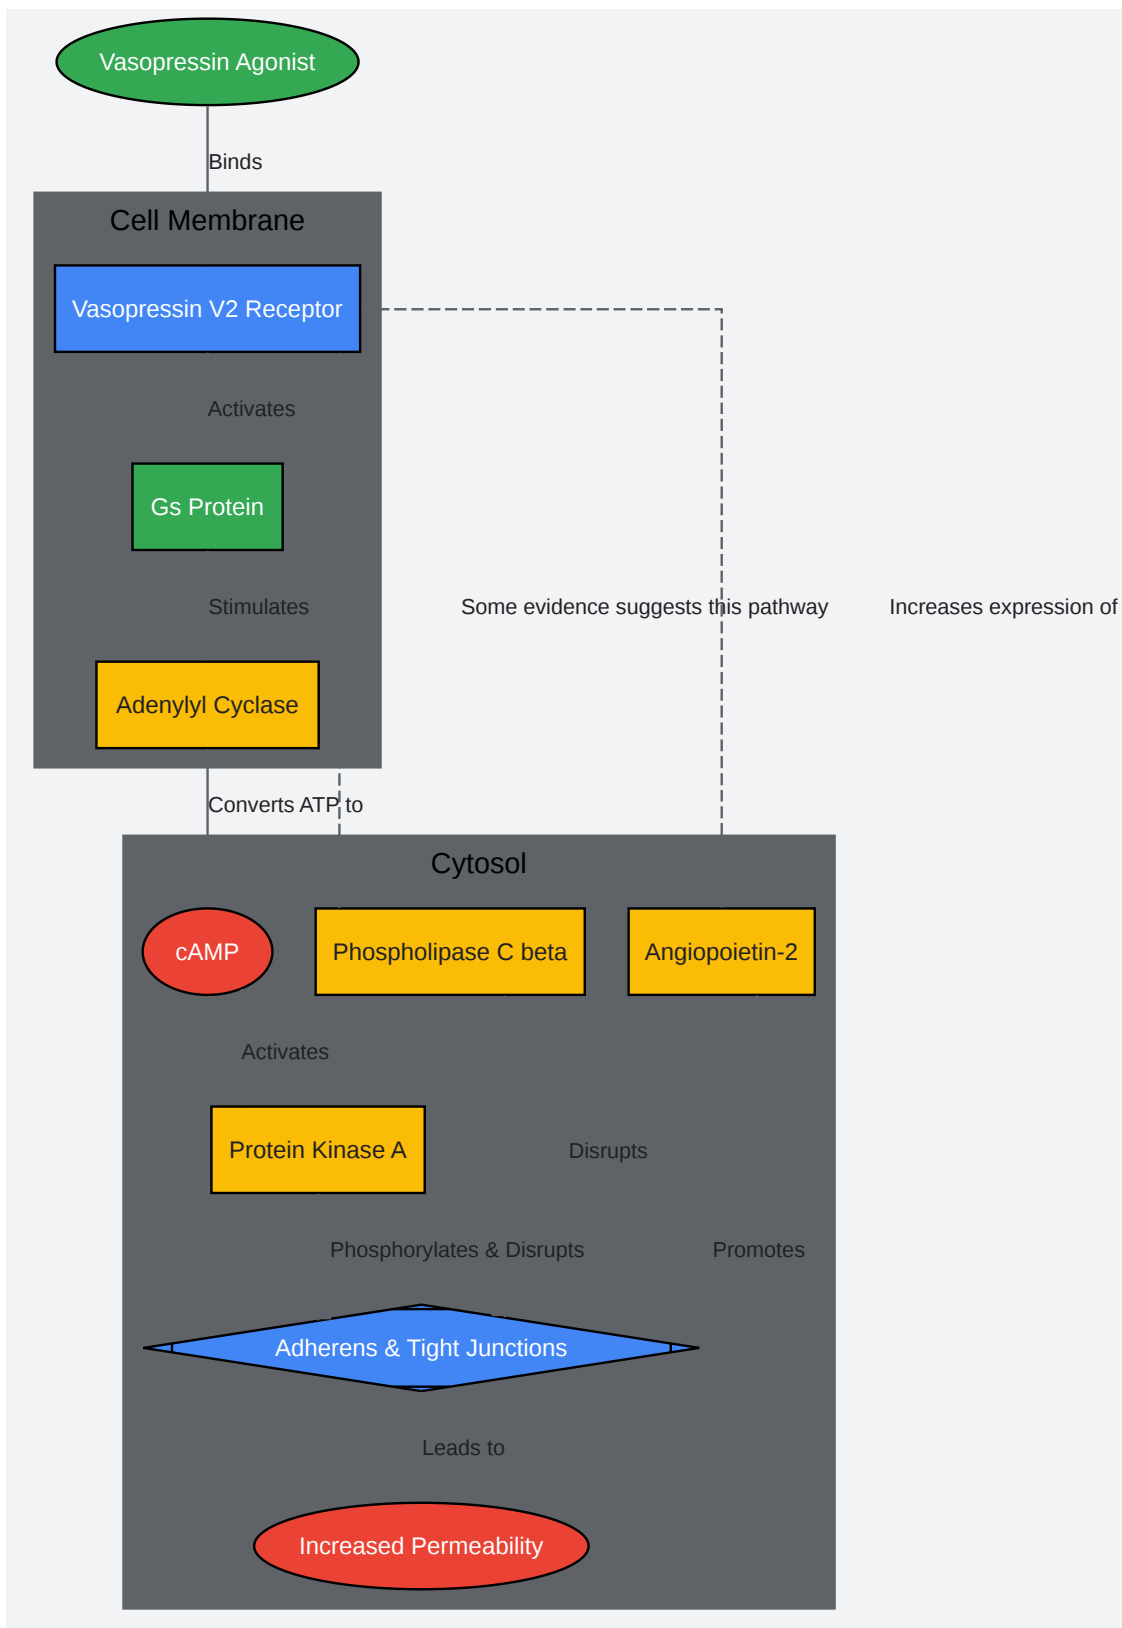 Vasopressin Agonist
Binds
Cell Membrane
Vasopressin V2 Receptor
Activates
Gs Protein
Stimulates
Some evidence suggests this pathway
Increases expression of
Adenylyl Cyclase
Converts ATP to
Cytosol
cAMP
Phospholipase C beta
Angiopoietin-2
Activates
Protein Kinase A
Disrupts
Phosphorylates & Disrupts
Promotes
Adherens & Tight Junctions
Leads to
Increased Permeability